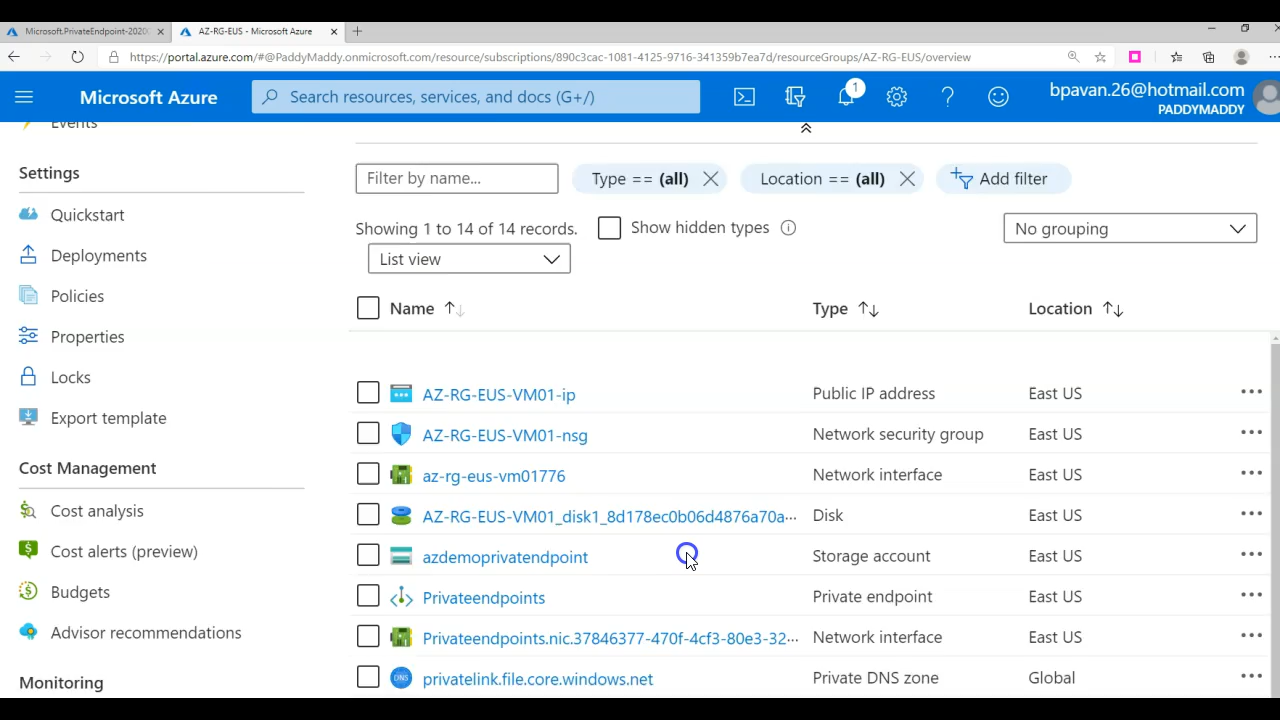 Microsoft.PrivateEndpoint-2020
AZ-RG-EUS - Microsoft Azure
https://portal.azure.com/#@PaddyMaddy.onmicrosoft.com/resource/subscriptions/890c3cac-1081-4125-9716-341359b7ea7d/resourceGroups/AZ-RG-EUS/overview
Microsoft Azure
Search resources, services, and docs (G+/)
1
bpavan.26@hotmail.com
PADDYMADDY
Events
Settings
Quickstart
Deployments
Policies
Properties
Locks
Export template
Cost Management
Cost analysis
Cost alerts (preview)
Budgets
Advisor recommendations
Monitoring
Filter by name...
Type == (all)
Location == (all)
Add filter
Showing 1 to 14 of 14 records.
Show hidden types
No grouping
List view
Name Type Location
AZ-RG-EUS-VM01-ip Public IP address East US
AZ-RG-EUS-VM01-nsg Network security group East US
az-rg-eus-vm01776 Network interface East US
AZ-RG-EUS-VM01_disk1_8d178ec0b06d4876a70a... Disk East US
azdemoprivatendpoint Storage account East US
Privateendpoints Private endpoint East US
Privateendpoints.nic.37846377-470f-4cf3-80e3-32... Network interface East US
DNS privatelink.file.core.windows.net Private DNS zone Global